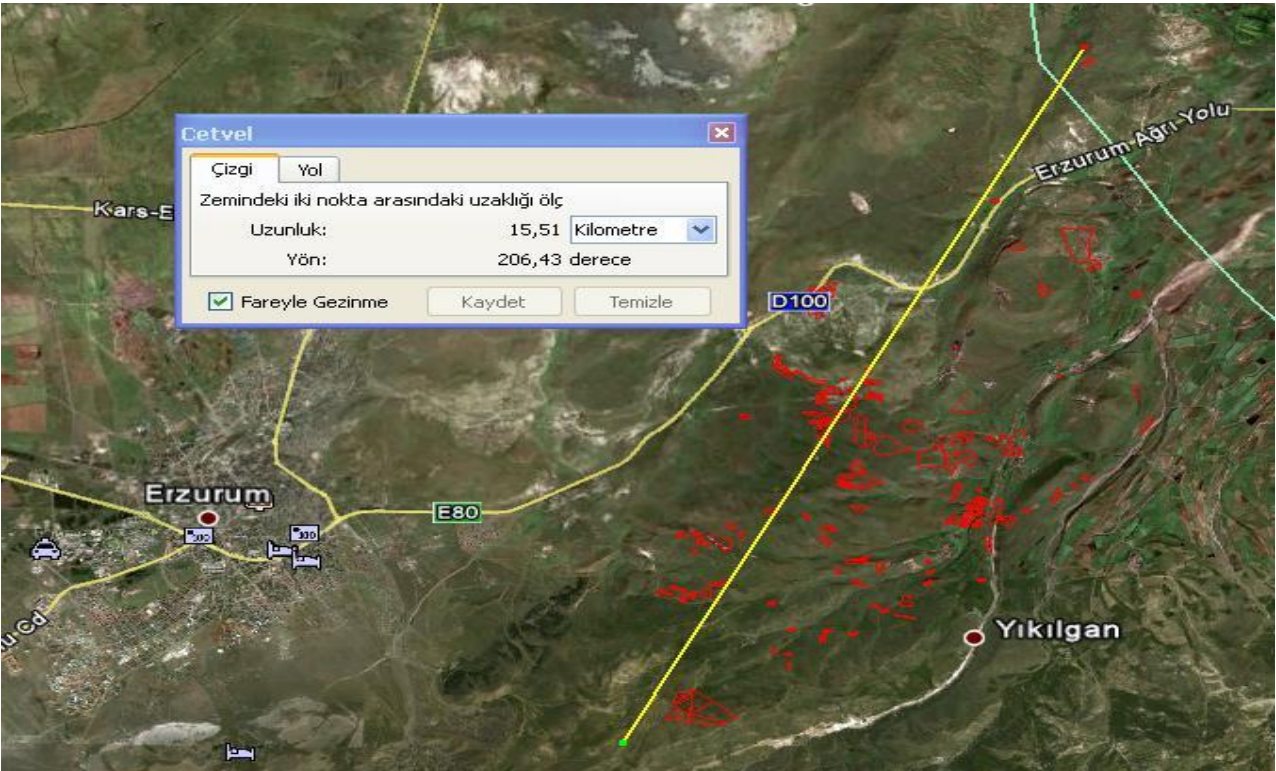 Cetvel
Çizgi Yol
Zemindeki iki nokta arasındaki uzaklığı ölç
Uzunluk: 15,51 Kilometre
Yön: 206,43 derece
Fareyle Gezinme Kaydet Temizle
Kars-E
Erzurum Ağrı Yolu
D100
Erzurum
E80
Yıkılgan
u Cd